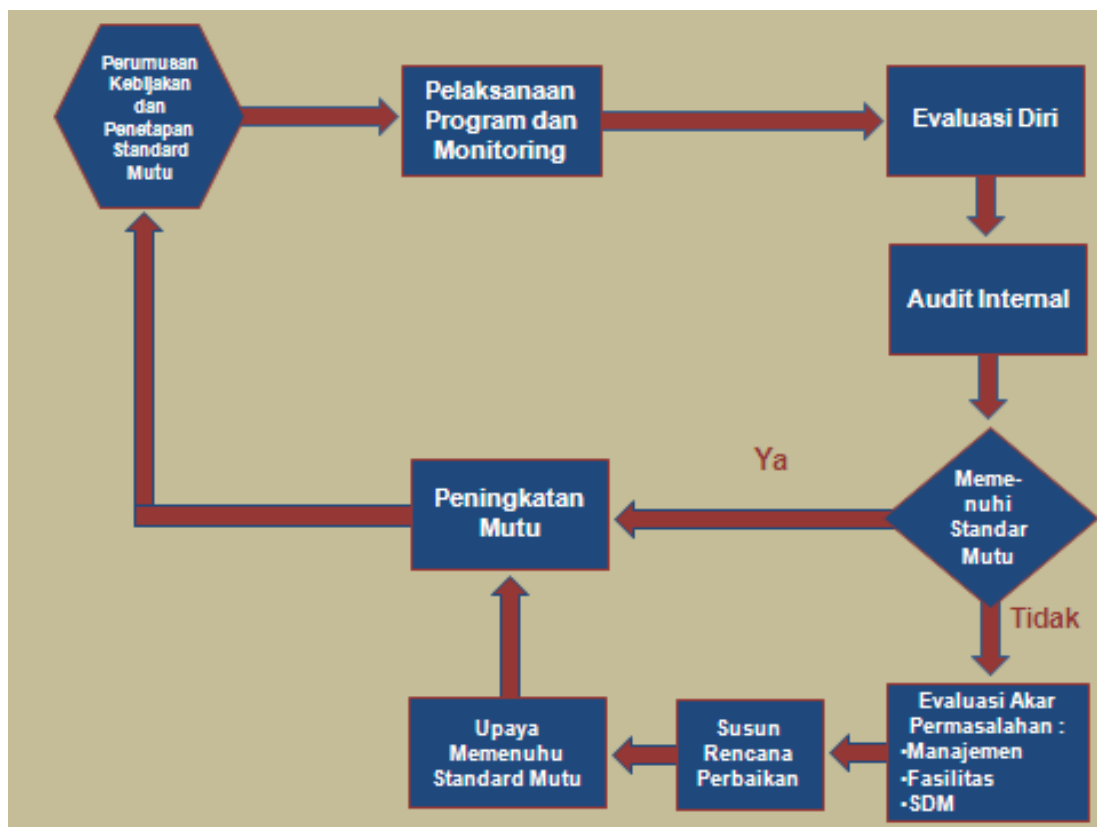 Perumusan
Kebijakan
dan
Penetapan
Standard
Mutu
Pelaksanaan
Program dan
Monitoring
Evaluasi Diri
Audit Internal
Meme-
nuhi
Standar
Mutu
Ya
Peningkatan
Mutu
Tidak
Evaluasi Akar
Permasalahan :
•Manajemen
•Fasilitas
•SDM
Susun
Rencana
Perbaikan
Upaya
Memenuhu
Standard Mutu